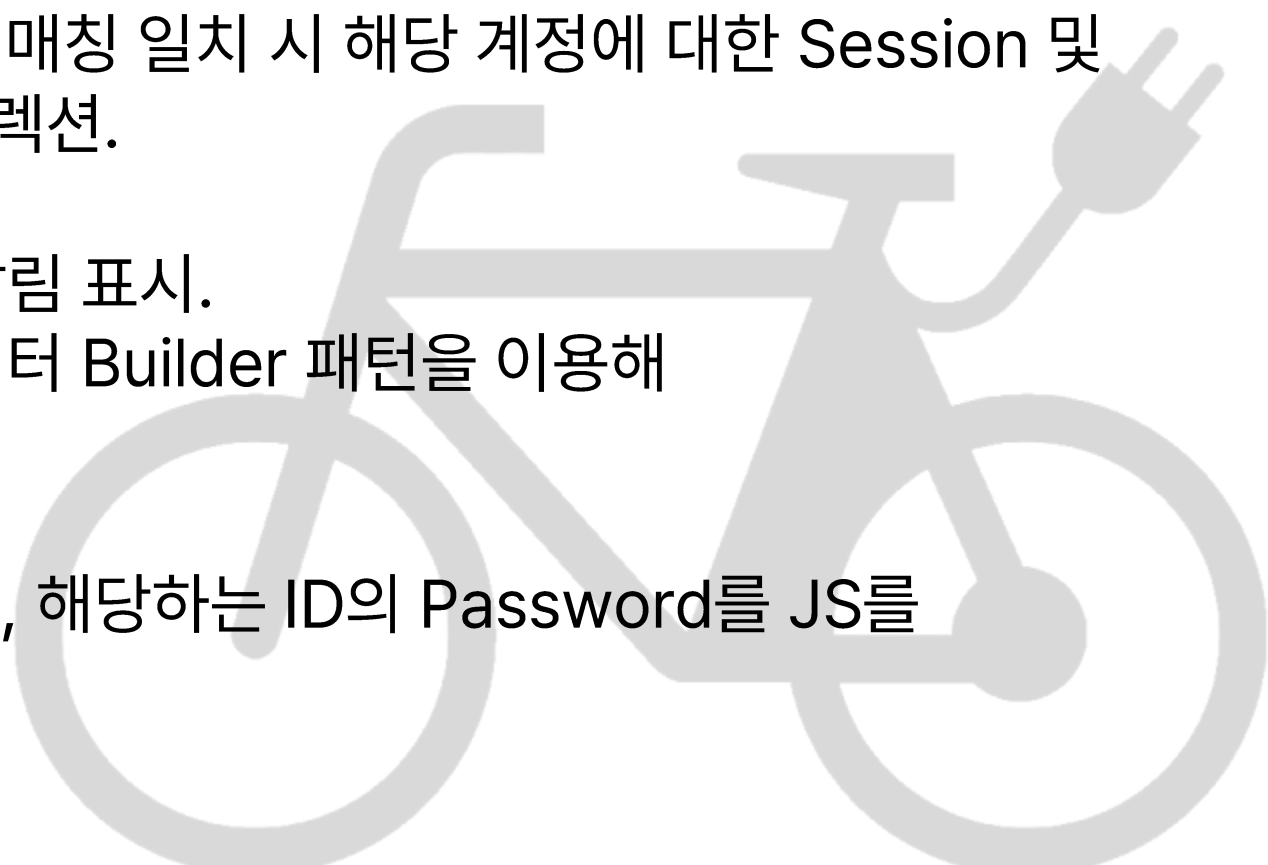 매칭 일치 시 해당 계정에 대한 Session 및
렉션.
림 표시.
터 Builder 패턴을 이용해
, 해당하는 ID의 Password를 JS를